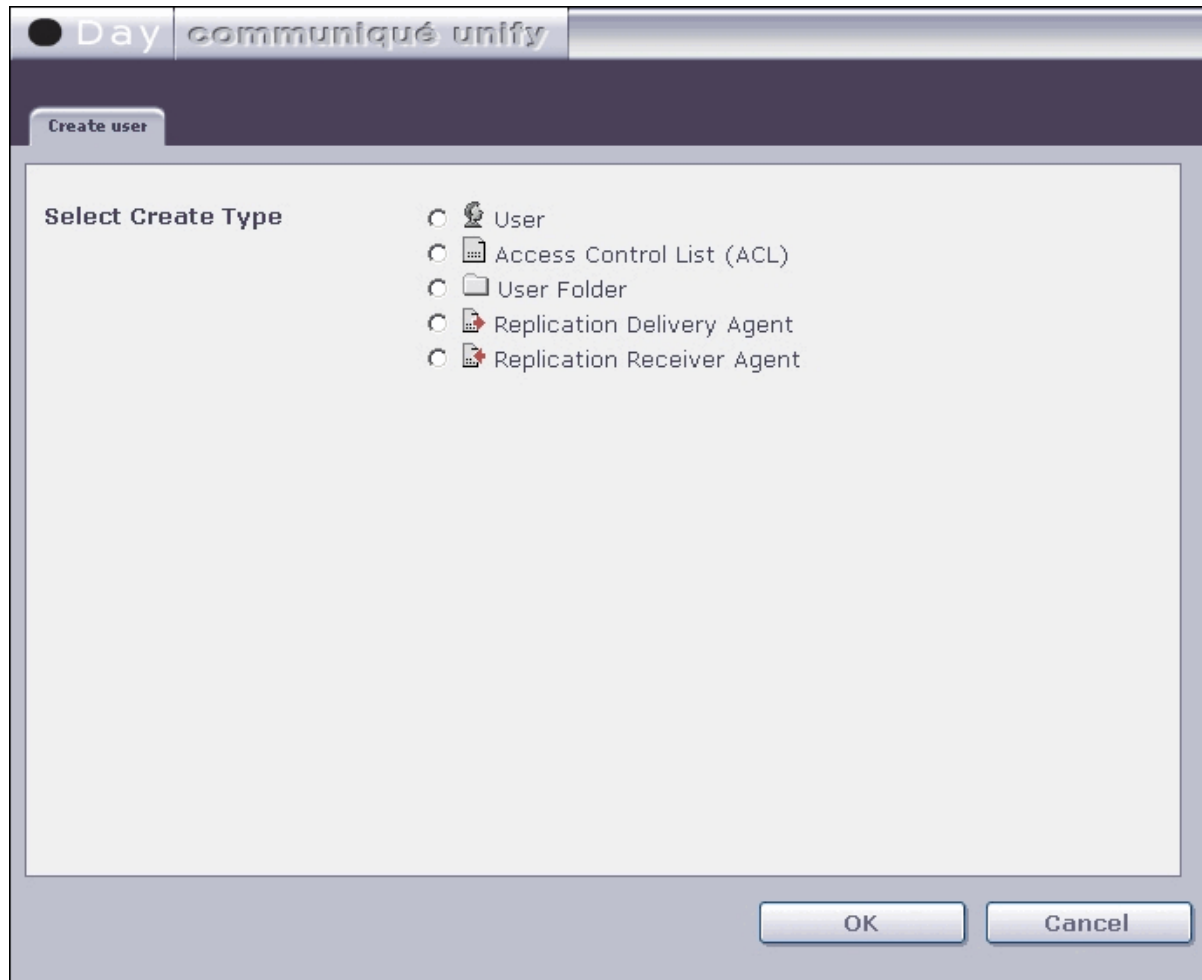 Day communiqué unify
Create user
Select Create Type
User
Access Control List (ACL)
User Folder
Replication Delivery Agent
Replication Receiver Agent
OK Cancel